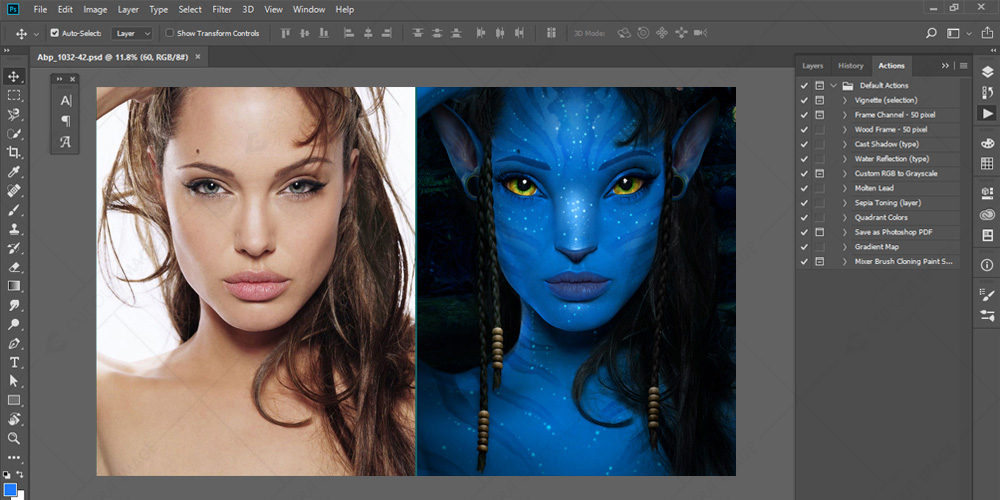 Ps File Edit Image Layer Type Select Filter 3D View Window Help
Auto-Select: Layer Show Transform Controls 3D Mode:
Abp_1032-42.psd @ 11.8% (60, RGB/8#) ×
Layers History Actions
Default Actions
Vignette (selection)
Frame Channel - 50 pixel
Wood Frame - 50 pixel
Cast Shadow (type)
Water Reflection (type)
Custom RGB to Grayscale
Molten Lead
Sepia Toning (layer)
Quadrant Colors
Save as Photoshop PDF
Gradient Map
Mixer Brush Cloning Paint S...